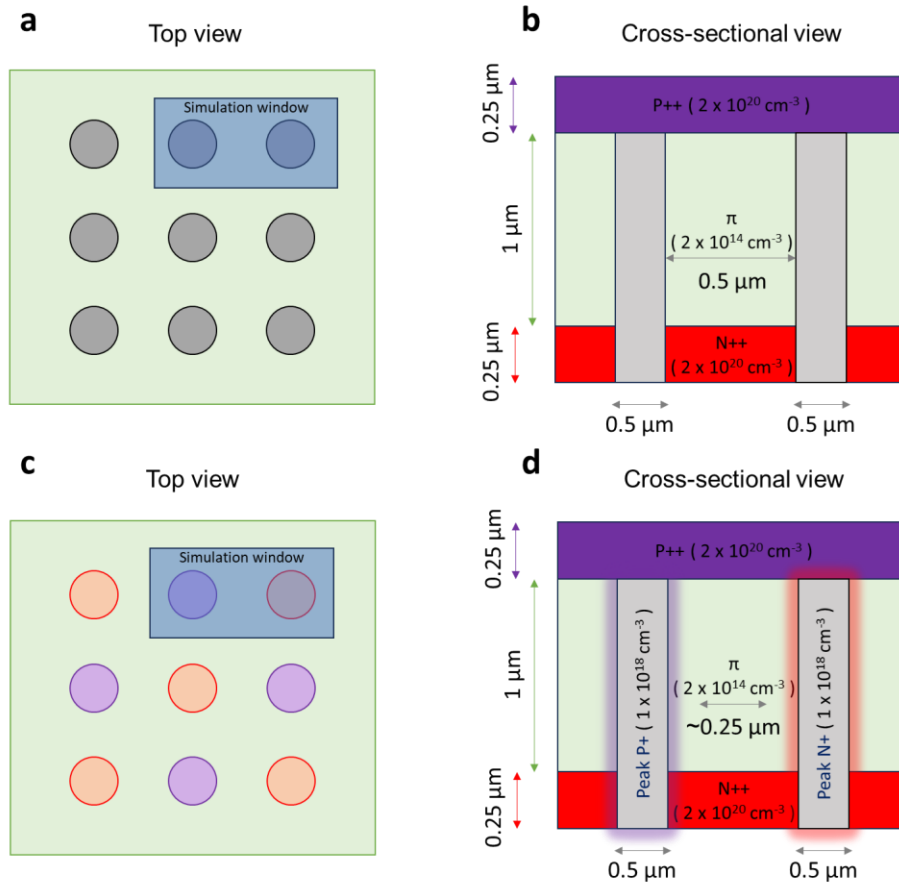 a
Top view
Simulation window
b
Cross-sectional view
0.25 µm
P++ ( 2 x 10²⁰ cm⁻³ )
1 µm
π
( 2 x 10¹⁴ cm⁻³ )
0.5 µm
0.25 µm
N++
( 2 x 10²⁰ cm⁻³ )
0.5 µm
0.5 µm
c
Top view
Simulation window
d
Cross-sectional view
0.25 µm
P++ ( 2 x 10²⁰ cm⁻³ )
1 µm
Peak P+ ( 1 x 10¹⁸ cm⁻³ )
π
( 2 x 10¹⁴ cm⁻³ )
~0.25 µm
Peak N+ ( 1 x 10¹⁸ cm⁻³ )
0.25 µm
N++
( 2 x 10²⁰ cm⁻³ )
0.5 µm
0.5 µm